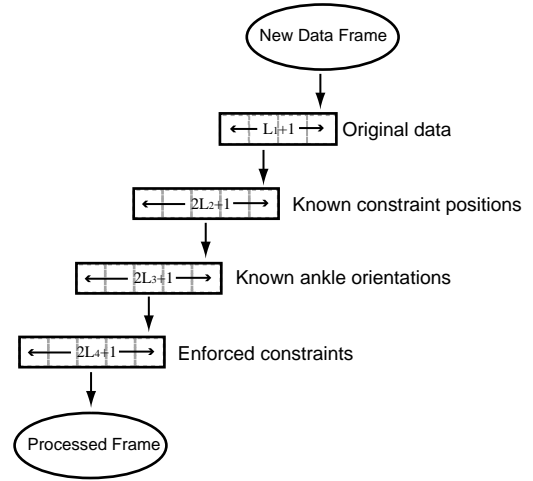 New Data Frame
L₁+1
Original data
2L₂+1
Known constraint positions
2L₃+1
Known ankle orientations
2L₄+1
Enforced constraints
Processed Frame